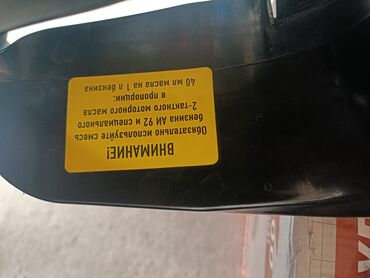 ВНИМАНИЕ!
Обязательно используйте смесь
бензина АИ 92 и специального
2-тактного моторного масла
в пропорции:
40 мл масла на 1 л бензина